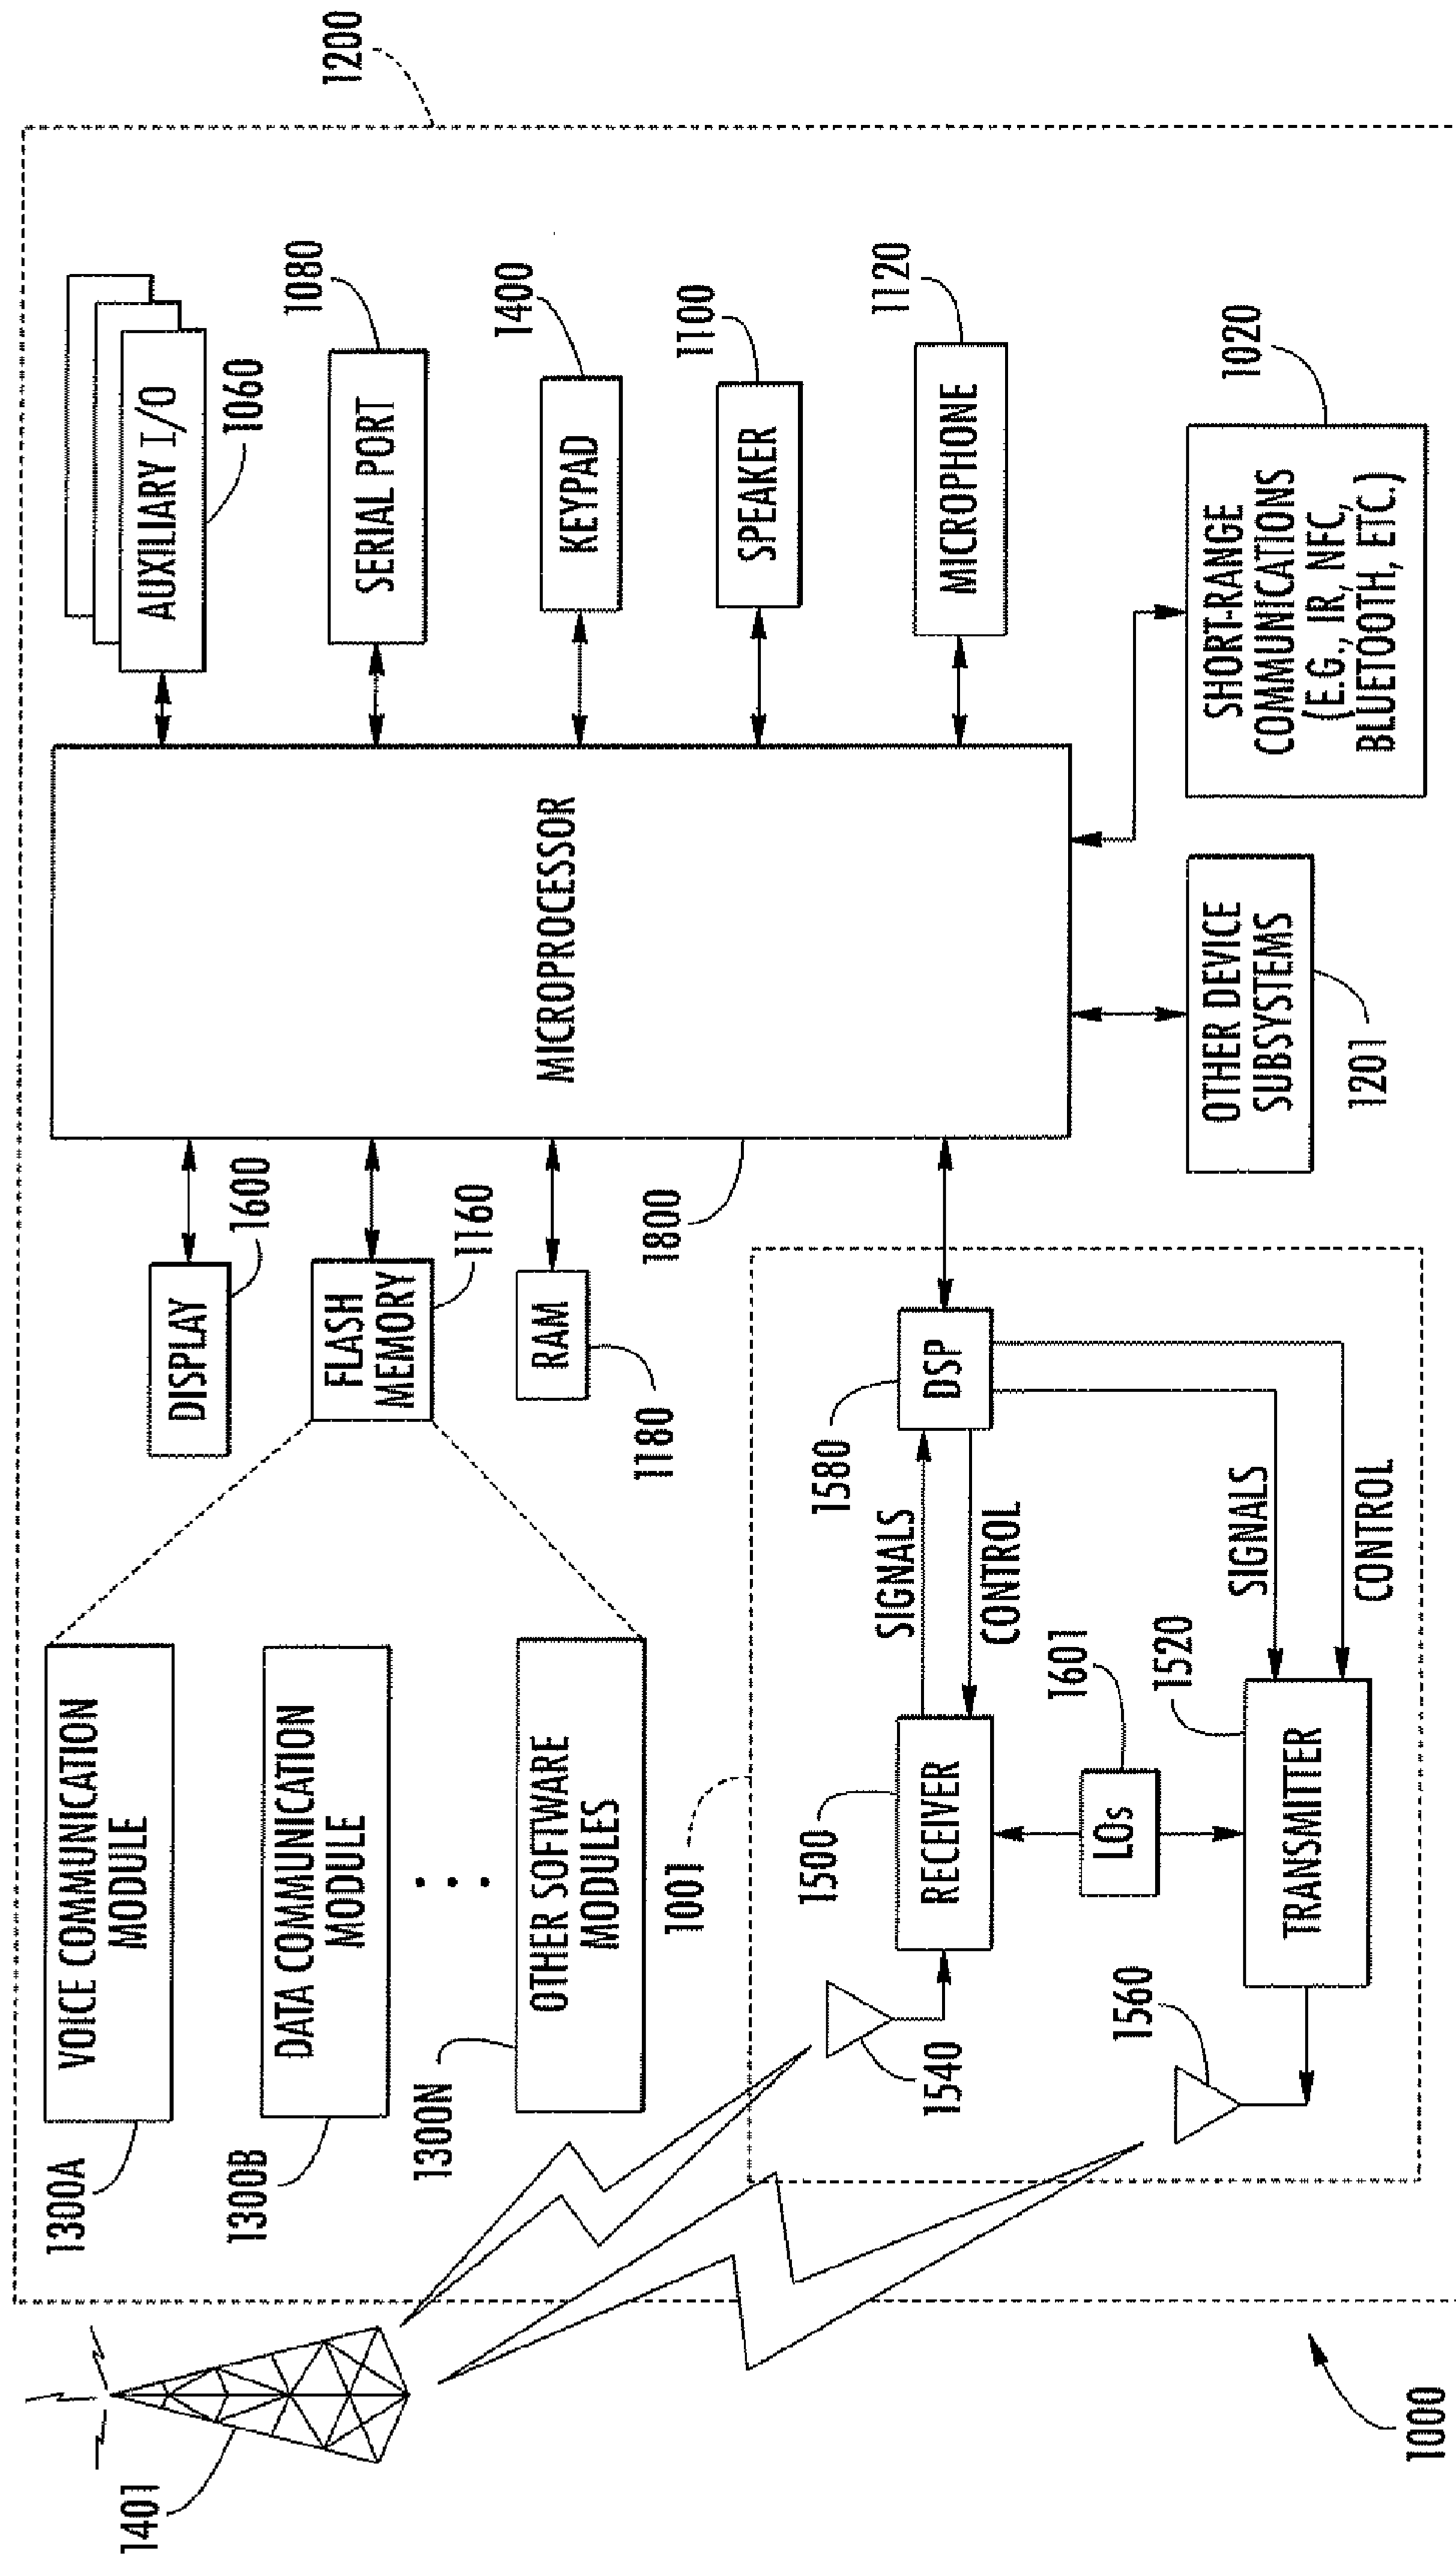 1401
1300A
VOICE COMMUNICATION
MODULE
1300B
DATA COMMUNICATION
MODULE
1300N
OTHER SOFTWARE
MODULES
DISPLAY
1600
FLASH
MEMORY
1160
RAM
1180
1800
MICROPROCESSOR
AUXILIARY I/O
1060
SERIAL PORT
1080
KEYPAD
1400
SPEAKER
1100
MICROPHONE
1120
1200
1001
1500
RECEIVER
1540
SIGNALS
CONTROL
1580
DSP
LOs
1601
1560
TRANSMITTER
1520
SIGNALS
CONTROL
OTHER DEVICE
SUBSYSTEMS
1201
SHORT-RANGE
COMMUNICATIONS
(E.G., IR, NFC,
BLUETOOTH, ETC.)
1020
1000